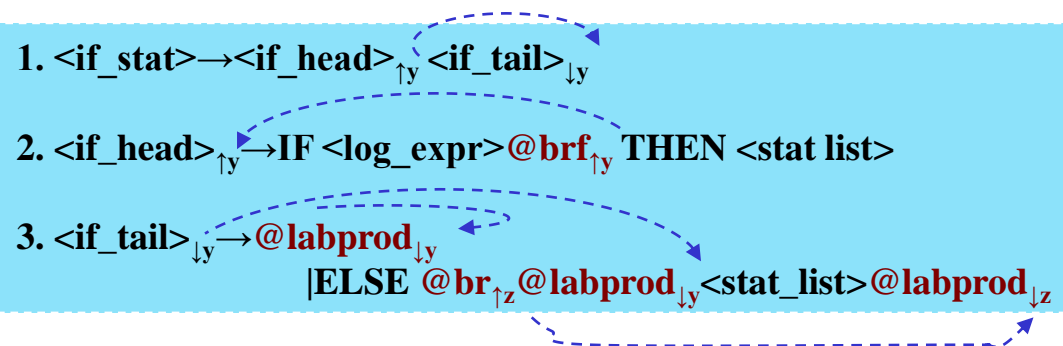 1. <if_stat>→<if_head>↑y <if_tail>↓y
2. <if_head>↑y→IF <log_expr>@brf↑y THEN <stat list>
3. <if_tail>↓y→@labprod↓y
|ELSE @br↑z@labprod↓y<stat_list>@labprod↓z